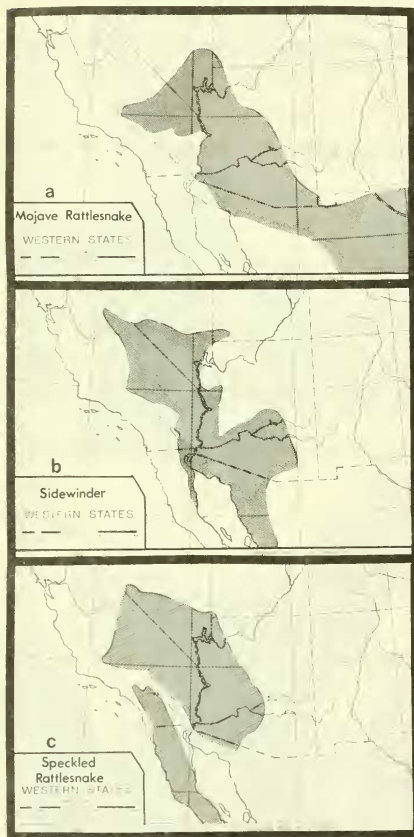 a
Mojave Rattlesnake
WESTERN STATES
b
Sidewinder
WESTERN STATES
c
Speckled
Rattlesnake
WESTERN STATES